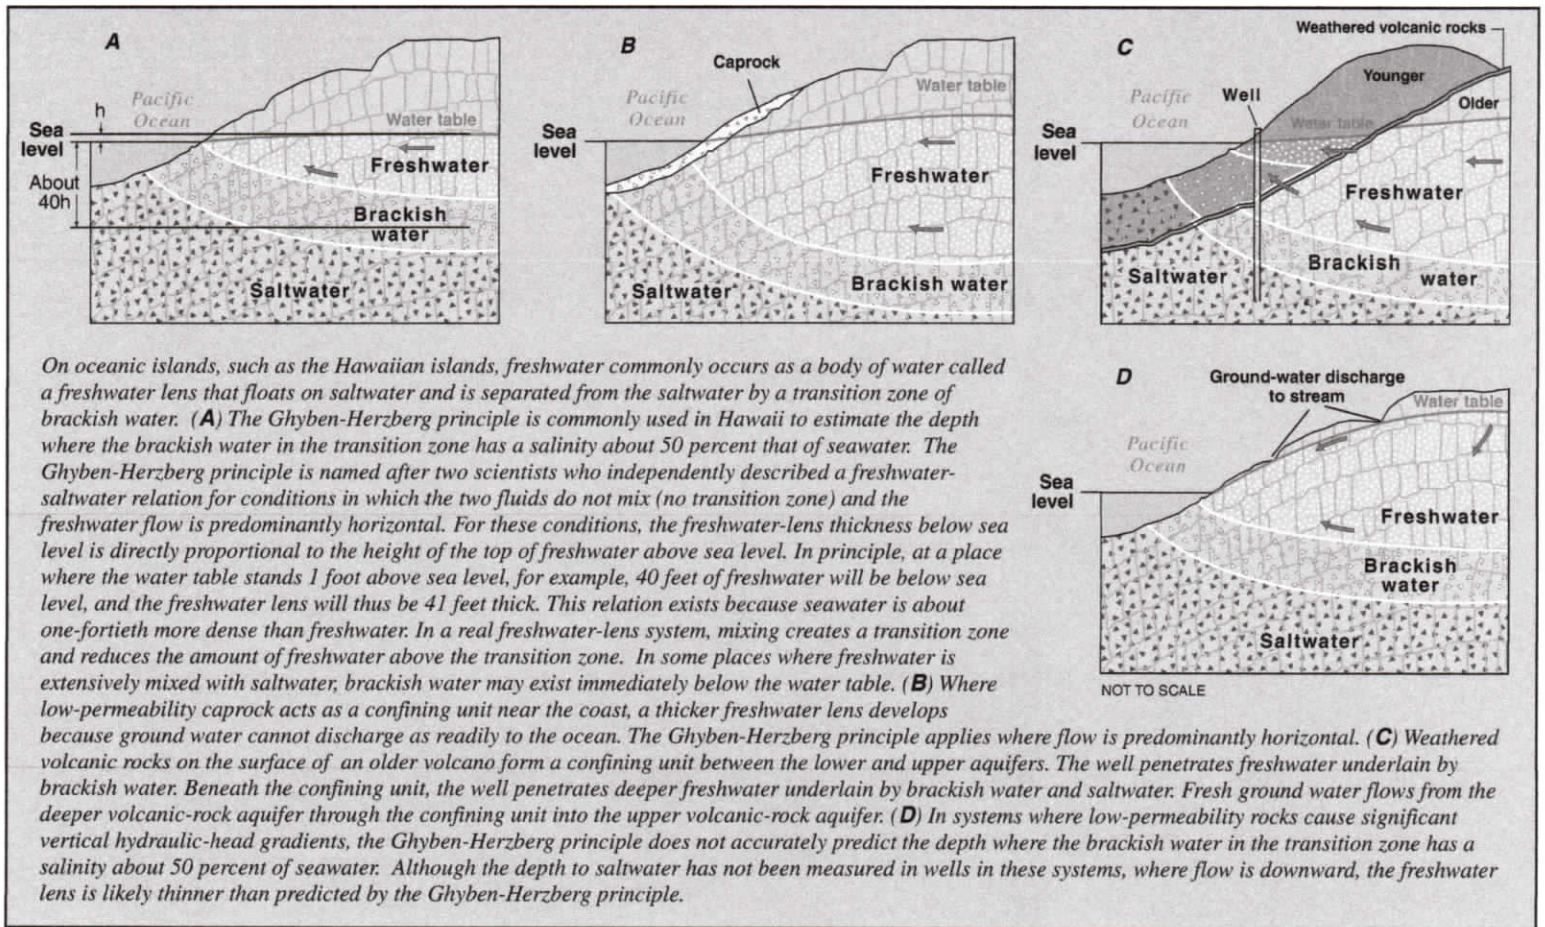 A
Pacific
Ocean
h
Sea
level
Water table
Freshwater
About
40h
Brackish
water
Saltwater
B
Caprock
Pacific
Ocean
Water table
Sea
level
Freshwater
Saltwater
Brackish water
C
Weathered volcanic rocks
Younger
Older
Pacific
Ocean
Well
Water table
Sea
level
Freshwater
Brackish
water
Saltwater
D
Ground-water discharge
to stream
Water table
Pacific
Ocean
Sea
level
Freshwater
Brackish
water
Saltwater
NOT TO SCALE
On oceanic islands, such as the Hawaiian islands, freshwater commonly occurs as a body of water called
a freshwater lens that floats on saltwater and is separated from the saltwater by a transition zone of
brackish water. (A) The Ghyben-Herzberg principle is commonly used in Hawaii to estimate the depth
where the brackish water in the transition zone has a salinity about 50 percent that of seawater. The
Ghyben-Herzberg principle is named after two scientists who independently described a freshwater-
saltwater relation for conditions in which the two fluids do not mix (no transition zone) and the
freshwater flow is predominantly horizontal. For these conditions, the freshwater-lens thickness below sea
level is directly proportional to the height of the top of freshwater above sea level. In principle, at a place
where the water table stands 1 foot above sea level, for example, 40 feet of freshwater will be below sea
level, and the freshwater lens will thus be 41 feet thick. This relation exists because seawater is about
one-fortieth more dense than freshwater. In a real freshwater-lens system, mixing creates a transition zone
and reduces the amount of freshwater above the transition zone. In some places where freshwater is
extensively mixed with saltwater, brackish water may exist immediately below the water table. (B) Where
low-permeability caprock acts as a confining unit near the coast, a thicker freshwater lens develops
because ground water cannot discharge as readily to the ocean. The Ghyben-Herzberg principle applies where flow is predominantly horizontal. (C) Weathered
volcanic rocks on the surface of an older volcano form a confining unit between the lower and upper aquifers. The well penetrates freshwater underlain by
brackish water. Beneath the confining unit, the well penetrates deeper freshwater underlain by brackish water and saltwater. Fresh ground water flows from the
deeper volcanic-rock aquifer through the confining unit into the upper volcanic-rock aquifer. (D) In systems where low-permeability rocks cause significant
vertical hydraulic-head gradients, the Ghyben-Herzberg principle does not accurately predict the depth where the brackish water in the transition zone has a
salinity about 50 percent of seawater. Although the depth to saltwater has not been measured in wells in these systems, where flow is downward, the freshwater
lens is likely thinner than predicted by the Ghyben-Herzberg principle.